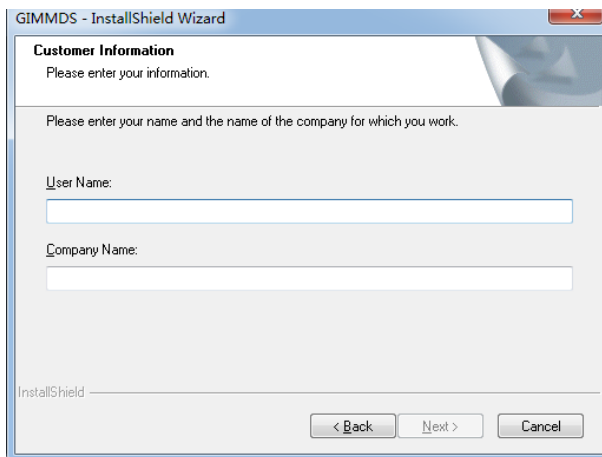 GIMMDS - InstallShield Wizard
Customer Information
Please enter your information.
Please enter your name and the name of the company for which you work.
User Name:
Company Name:
InstallShield
< Back
Next >
Cancel